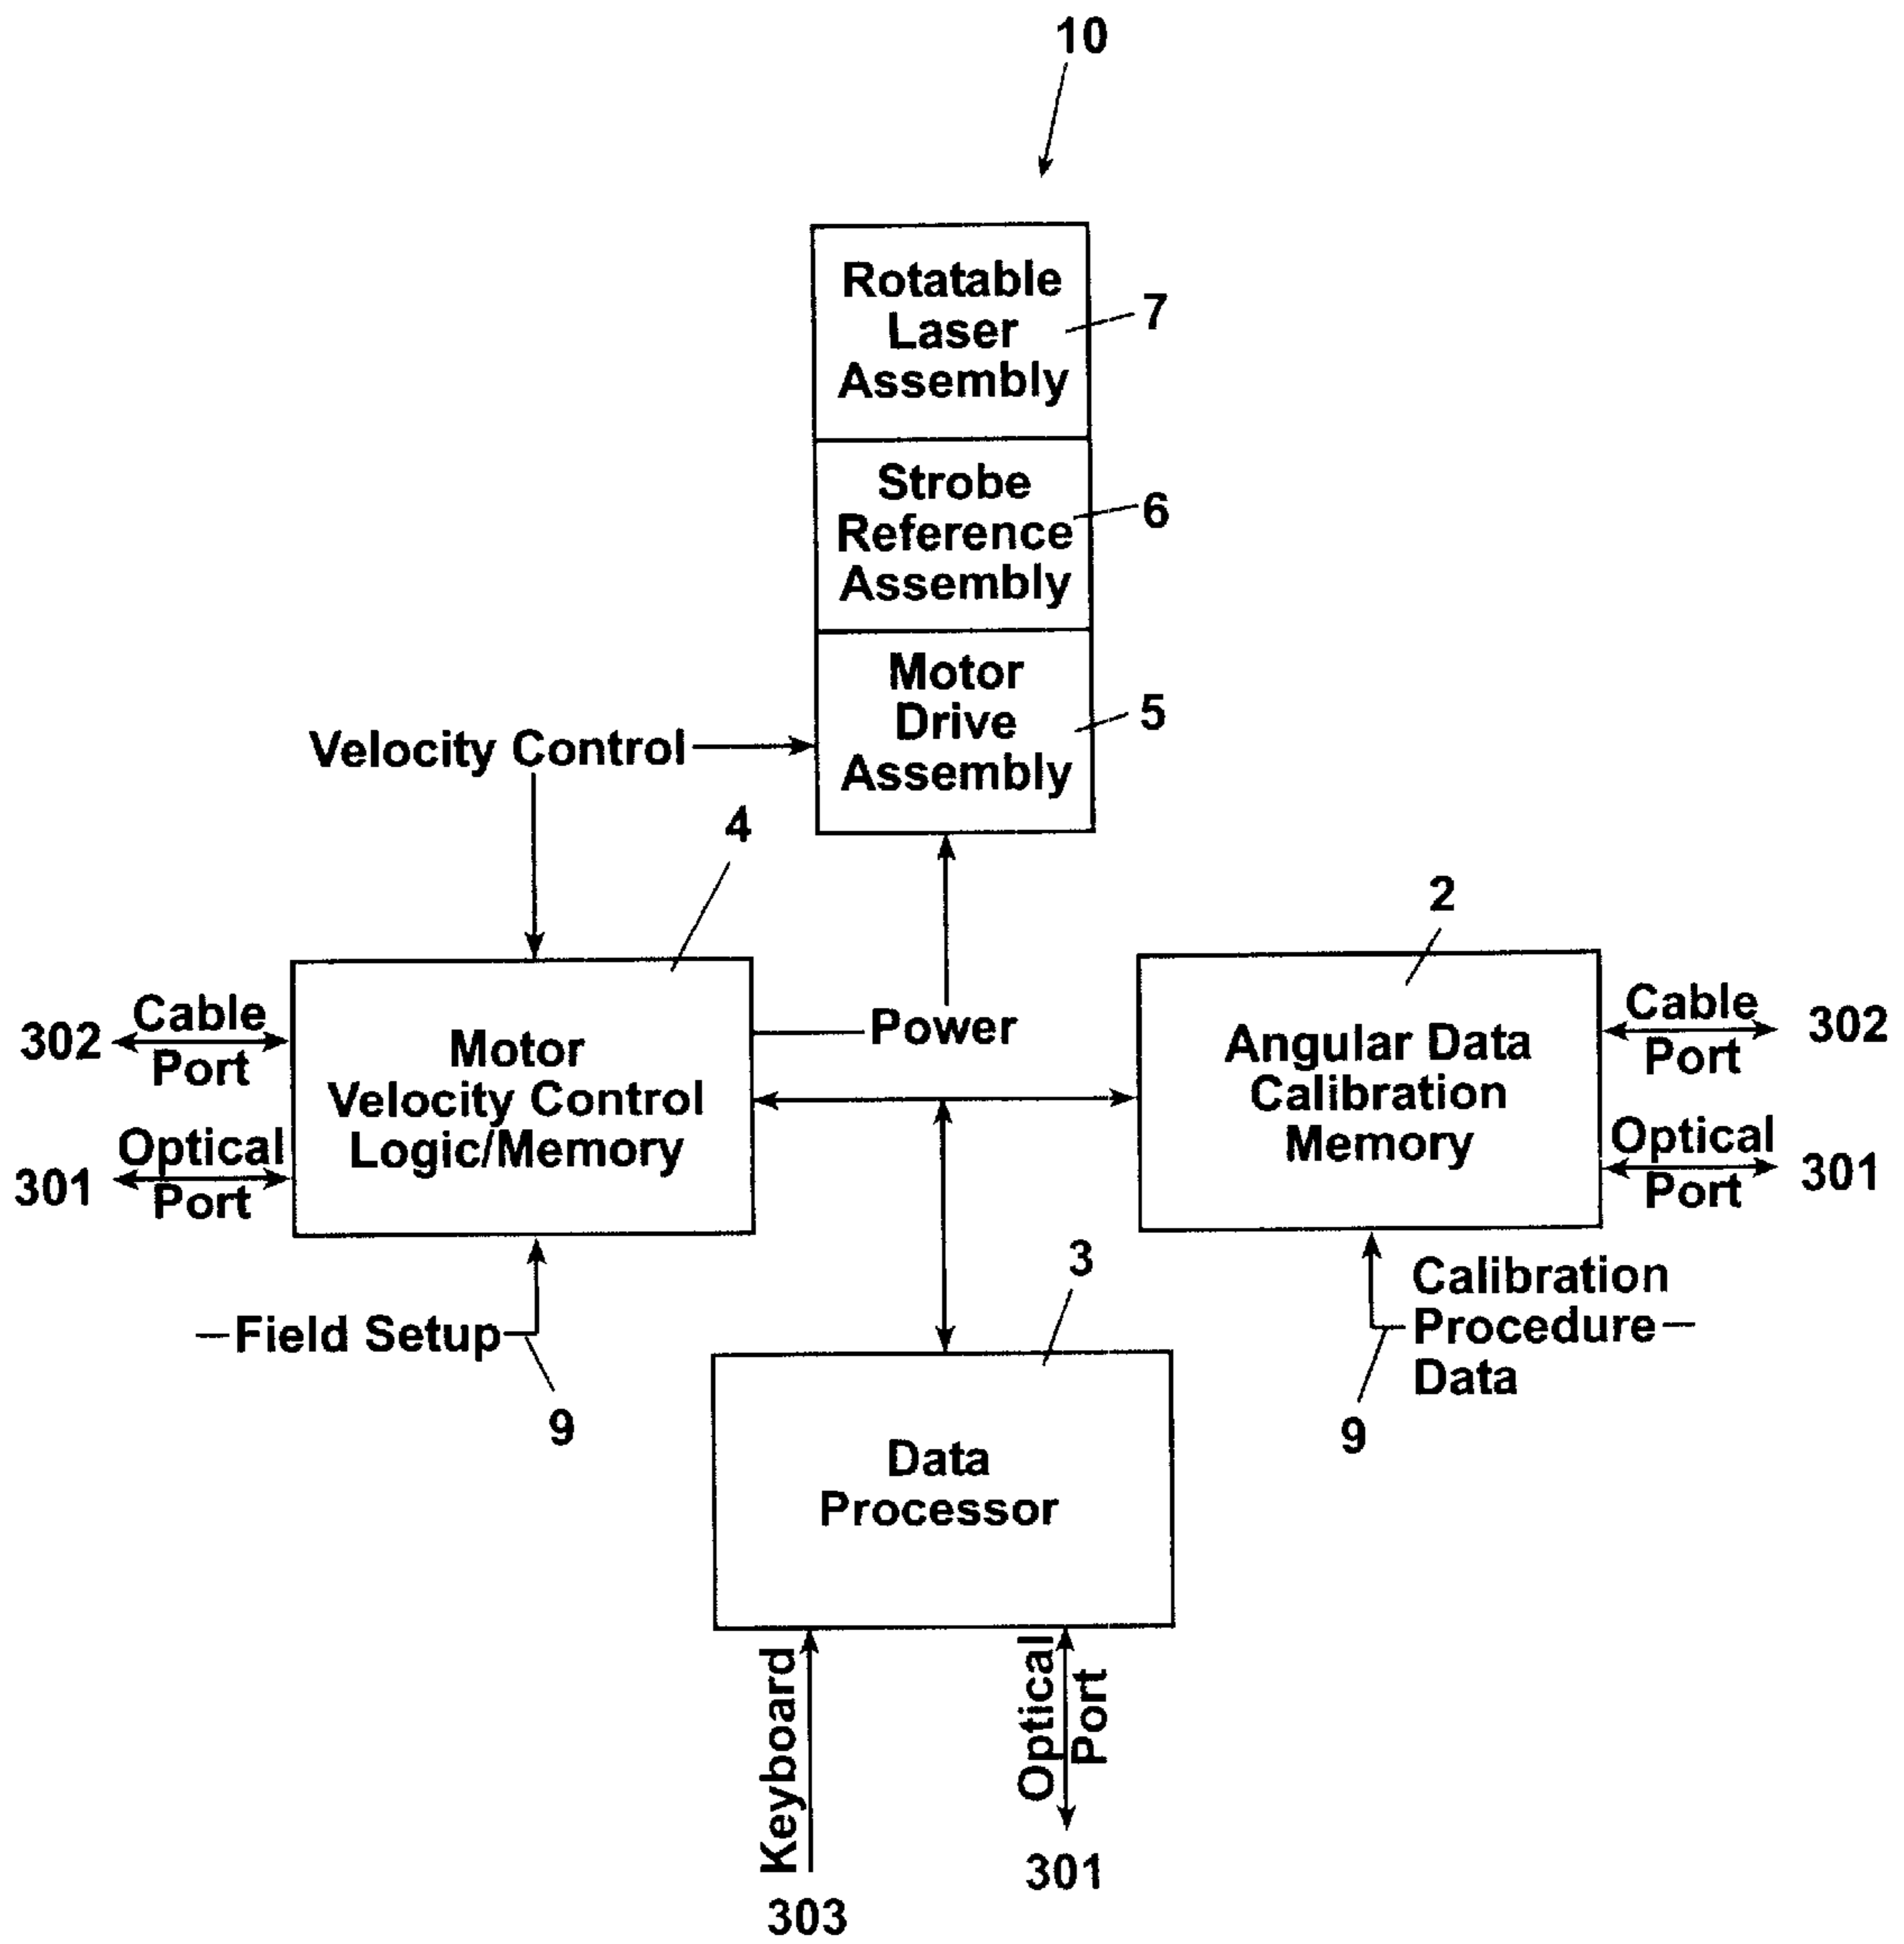 10
Rotatable
Laser
Assembly
7
Strobe
Reference
Assembly
6
Motor
Drive
Assembly
5
Velocity Control
4
Power
2
302
Cable
Port
301
Optical
Port
Motor
Velocity Control
Logic/Memory
Angular Data
Calibration
Memory
Cable
Port
302
Optical
Port
301
Field Setup
9
3
Calibration
Procedure
Data
9
Data
Processor
Keyboard
303
Optical
Port
301